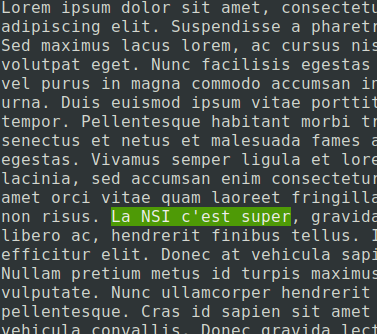 Lorem ipsum dolor sit amet, consectetu
adipiscing elit. Suspendisse a pharet
Sed maximus lacus lorem, ac cursus nis
volutpat eget. Nunc facilisis egestas
vel purus in magna commodo accumsan in
urna. Duis euismod ipsum vitae porttit
tempor. Pellentesque habitant morbi tr
senectus et netus et malesuada fames a
egestas. Vivamus semper ligula et lore
lacinia, sed accumsan enim consectetur
amet orci vitae quam laoreet fringilla
non risus. La NSI c'est super, gravida
libero ac, hendrerit finibus tellus. I
efficitur elit. Donec at vehicula sapi
Nullam pretium metus id turpis maximus
vulputate. Nunc ullamcorper hendrerit
pellentesque. Cras id sapien sit amet
vehicula convallis. Donec gravida lect